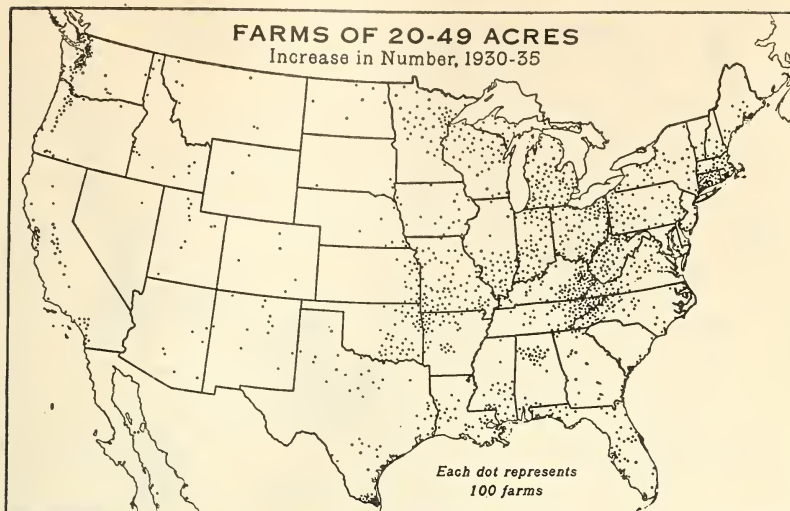 FARMS OF 20-49 ACRES
Increase in Number, 1930-35
Each dot represents
100 farms